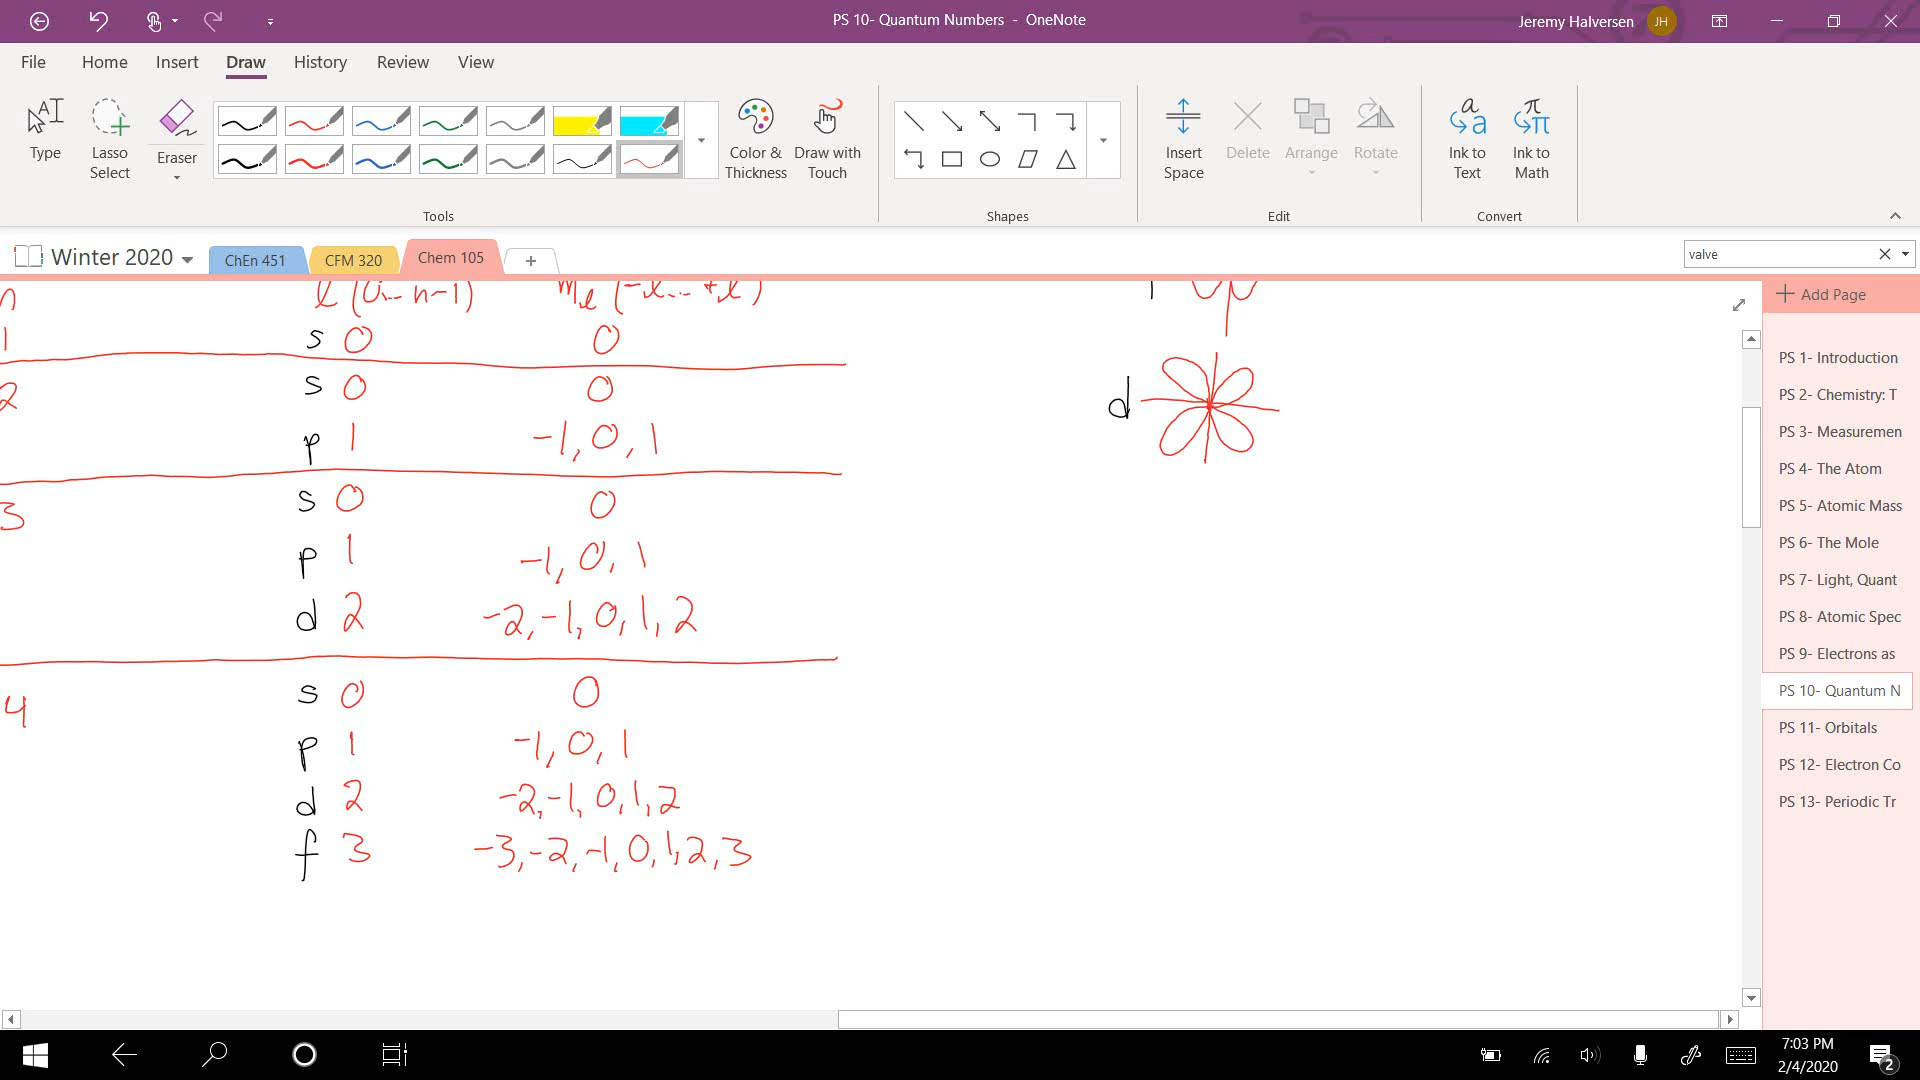 PS 10- Quantum Numbers - OneNote
Jeremy Halversen JH
File Home Insert Draw History Review View
Type
Lasso Select
Eraser
Color & Thickness
Draw with Touch
Insert Space
Delete
Arrange
Rotate
Ink to Text
Ink to Math
Tools
Shapes
Edit
Convert
Winter 2020
ChEn 451
CFM 320
Chem 105
valve
Add Page
n l (0... n-1) ml (-l... +l)
1 s 0 0
2 s 0 0
p 1 -1, 0, 1
3 s 0 0
p 1 -1, 0, 1
d 2 -2, -1, 0, 1, 2
4 s 0 0
p 1 -1, 0, 1
d 2 -2, -1, 0, 1, 2
f 3 -3, -2, -1, 0, 1, 2, 3
d
PS 1- Introduction
PS 2- Chemistry: T
PS 3- Measuremen
PS 4- The Atom
PS 5- Atomic Mass
PS 6- The Mole
PS 7- Light, Quant
PS 8- Atomic Spec
PS 9- Electrons as
PS 10- Quantum N
PS 11- Orbitals
PS 12- Electron Co
PS 13- Periodic Tr
7:03 PM
2/4/2020
2